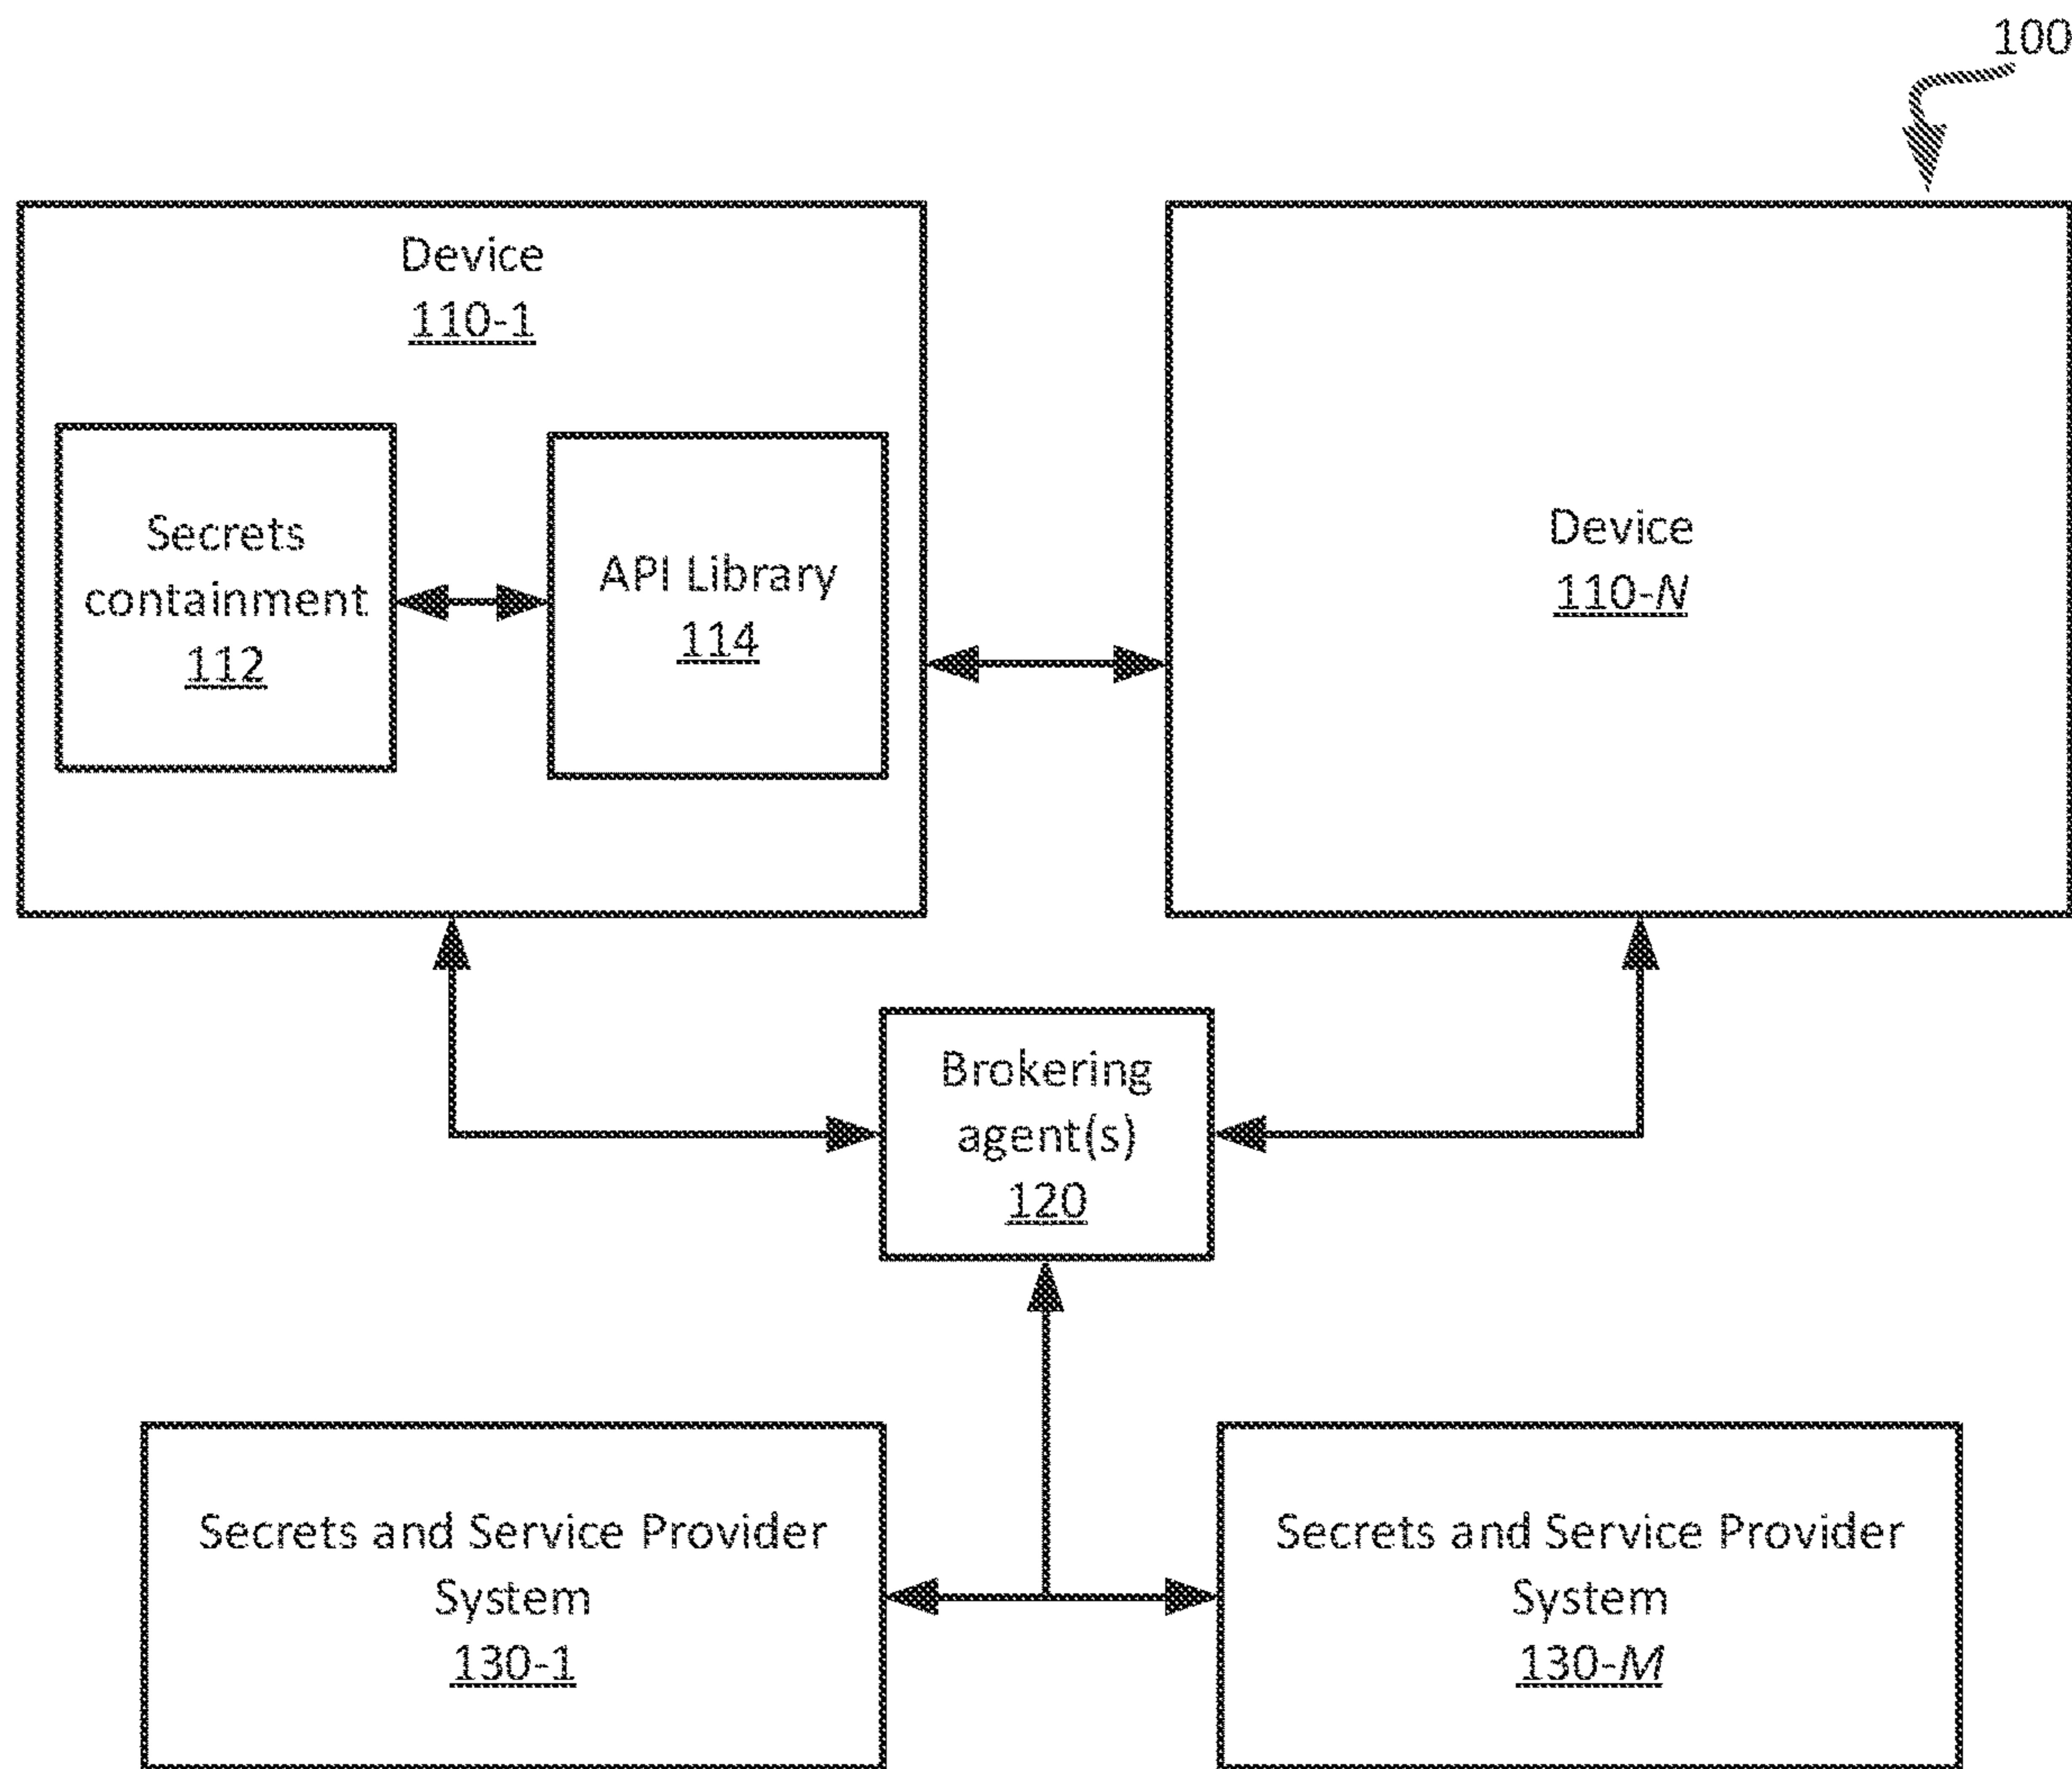 100
Device
110-1
Secrets
containment
112
API Library
114
Device
110-N
Brokering
agent(s)
120
Secrets and Service Provider
System
130-1
Secrets and Service Provider
System
130-M